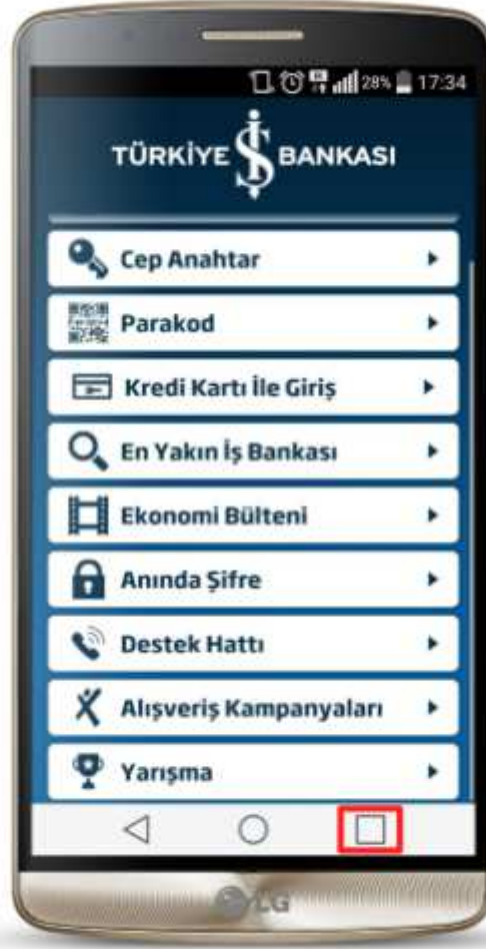 28% 17:34
TÜRKİYE İŞ BANKASI
Cep Anahtar
Parakod
Kredi Kartı İle Giriş
En Yakın İş Bankası
Ekonomi Bülteni
Anında Şifre
Destek Hattı
Alışveriş Kampanyaları
Yarışma
LG